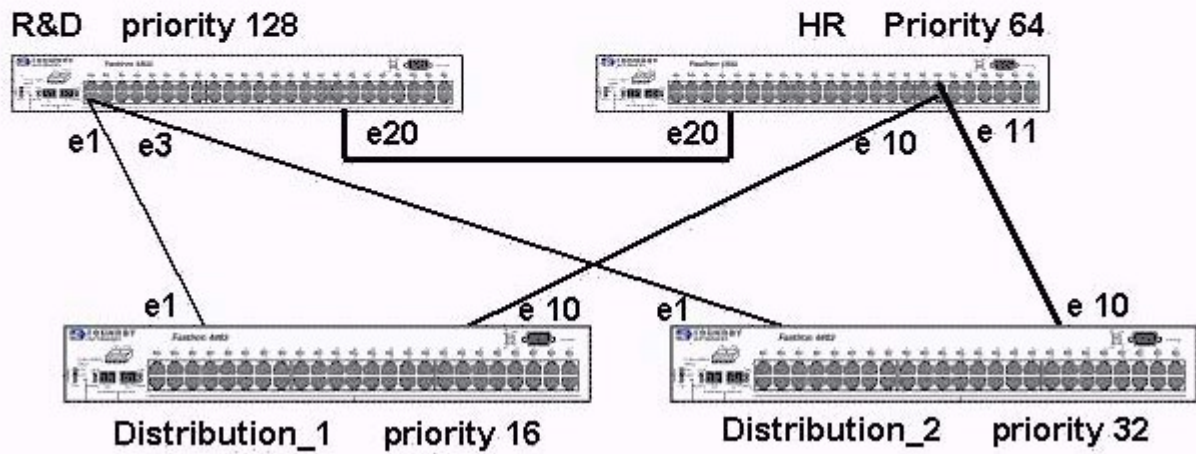 R&D priority 128
HR Priority 64
e1
e3
e20
e20
e 10
e 11
e1
e 10
e1
e 10
Distribution_1 priority 16
Distribution_2 priority 32